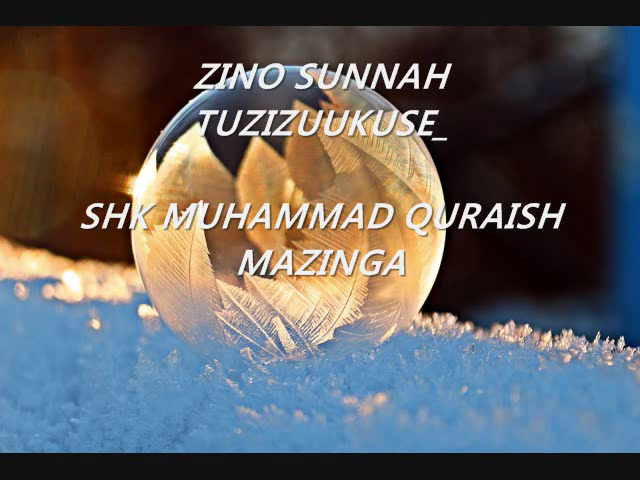 ZINO SUNNAH
TUZIZUUKUSE_
SHK MUHAMMAD QURAISH
MAZINGA